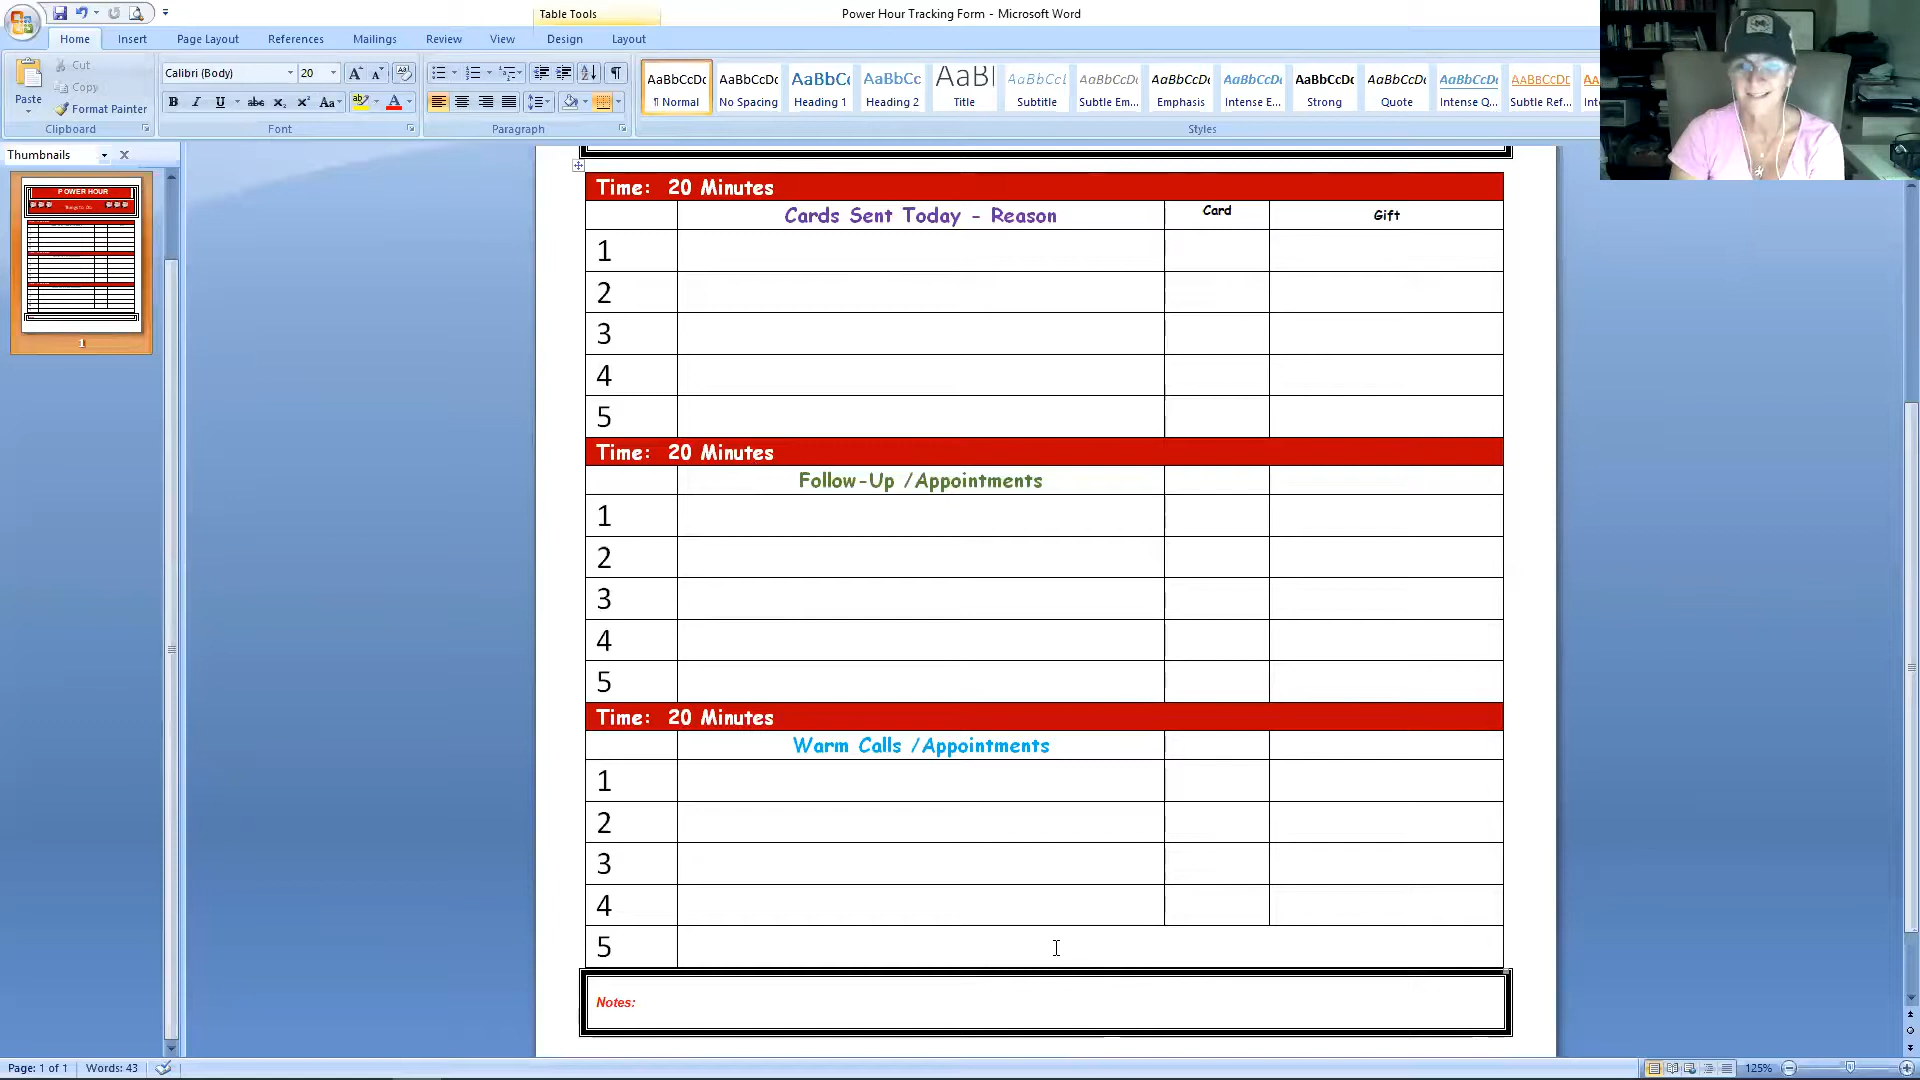 Table Tools
Power Hour Tracking Form - Microsoft Word
Home Insert Page Layout References Mailings Review View Design Layout
Paste
Cut
Copy
Format Painter
Clipboard
Calibri (Body) 20
Font
Paragraph
AaBbCcDc AaBbCcDc AaBbCc AaBbCc AaBl AaBbCcL AaBbCcDc AaBbCcDc AaBbCcDc AaBbCcDc AaBbCcDc AaBbCcDc AaBbCcDc
¶ Normal No Spacing Heading 1 Heading 2 Title Subtitle Subtle Em... Emphasis Intense E... Strong Quote Intense Q... Subtle Ref...
Styles
Thumbnails
POWER HOUR
1
Time: 20 Minutes
Cards Sent Today - Reason Card Gift
1
2
3
4
5
Time: 20 Minutes
Follow-Up /Appointments
1
2
3
4
5
Time: 20 Minutes
Warm Calls /Appointments
1
2
3
4
5
Notes:
Page: 1 of 1 Words: 43 125%